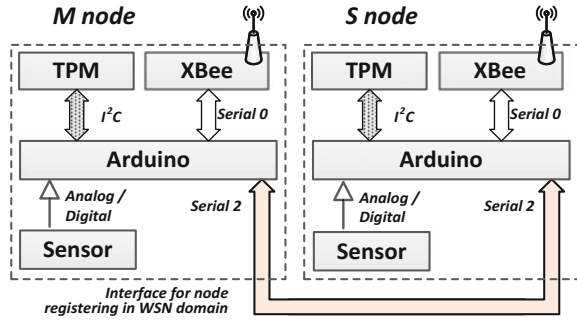 M node
S node
TPM
XBee
TPM
XBee
I²C
Serial 0
I²C
Serial 0
Arduino
Arduino
Analog /
Digital
Serial 2
Analog /
Digital
Serial 2
Sensor
Sensor
Interface for node
registering in WSN domain